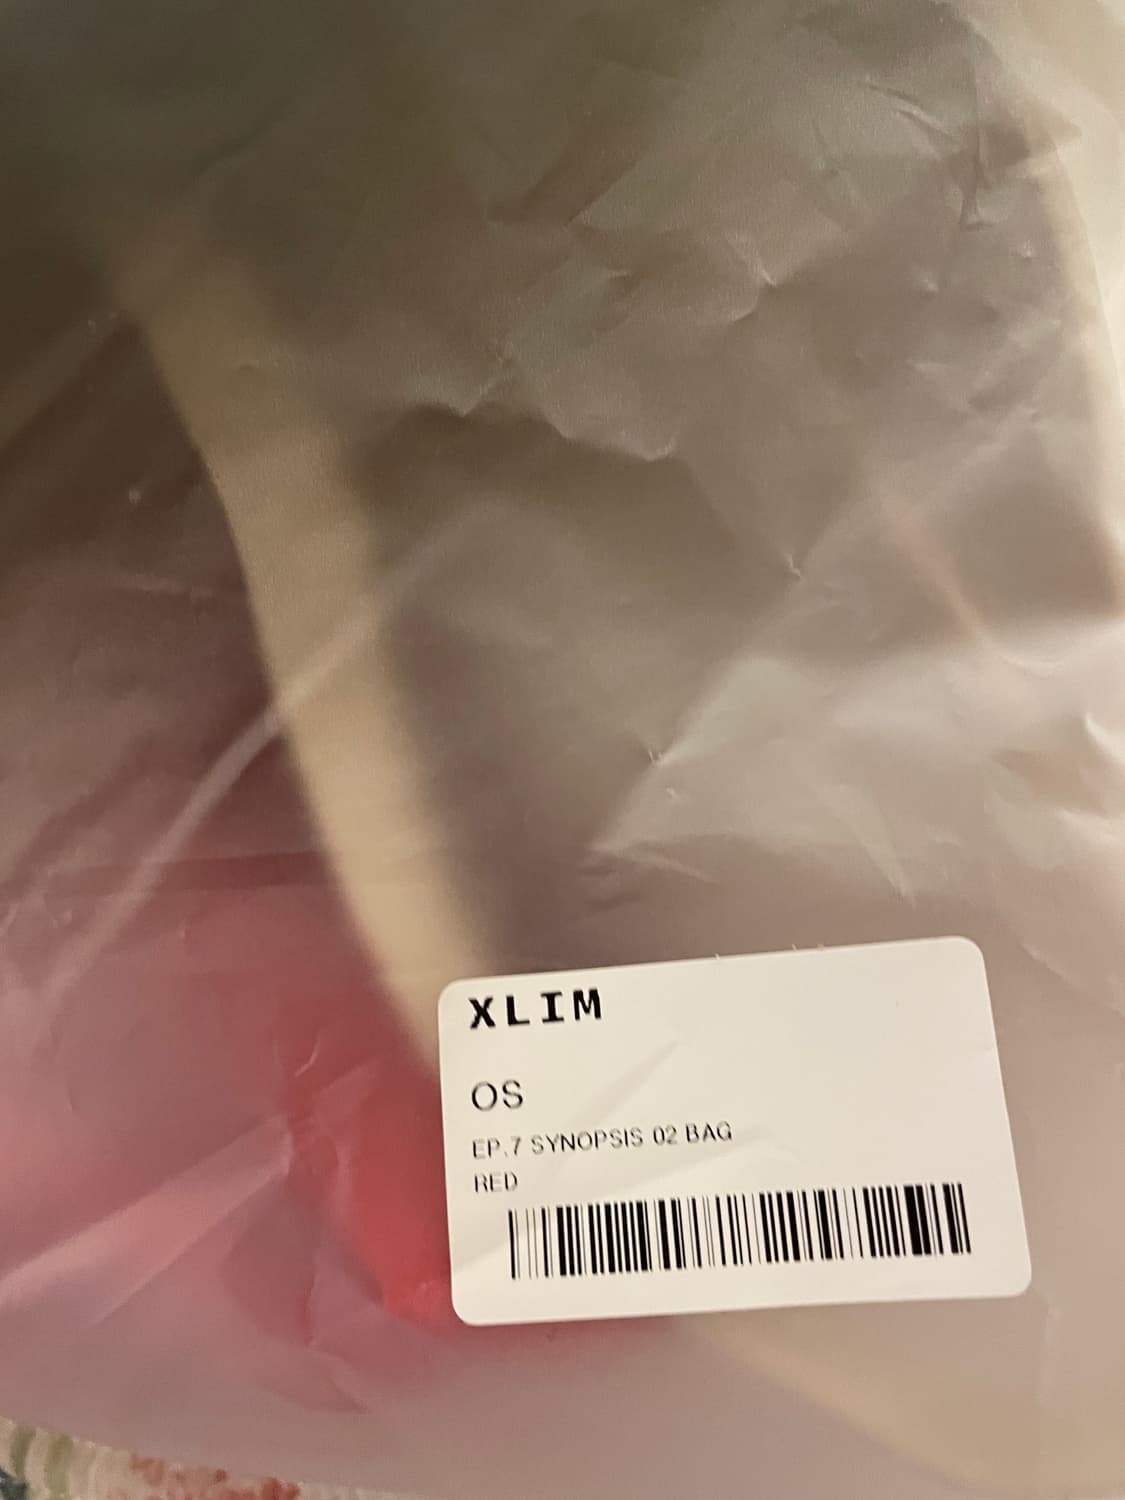 XLIM
OS
EP.7 SYNOPSIS 02 BAG
RED